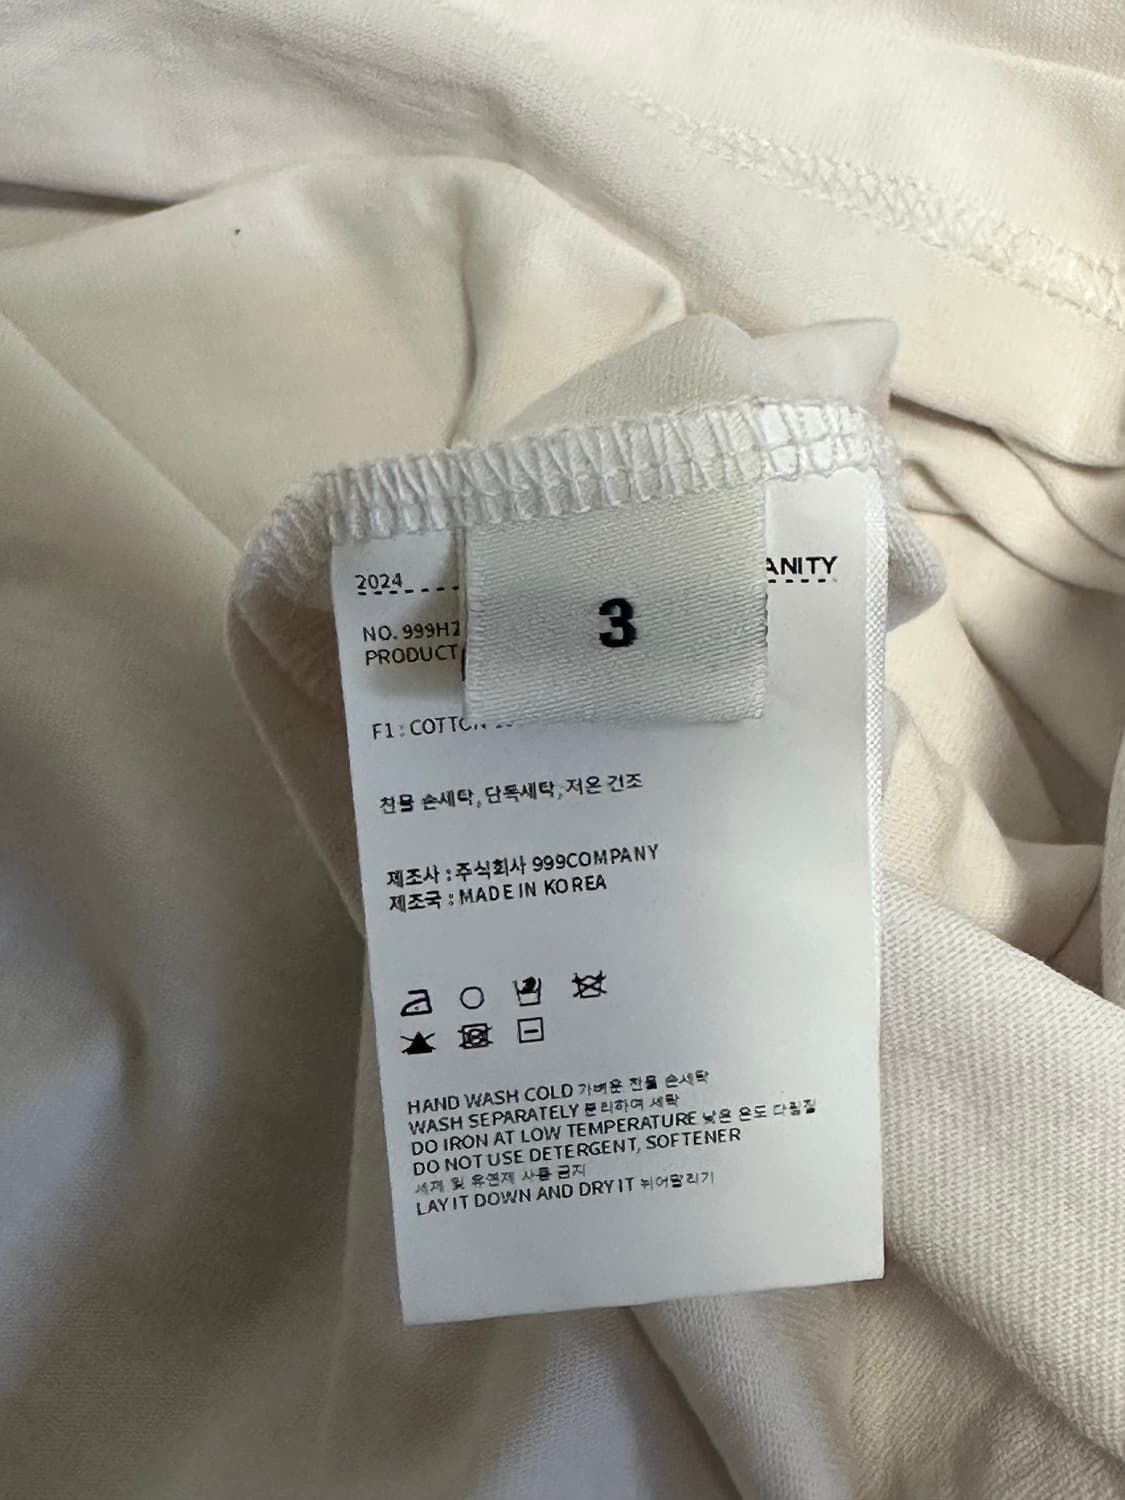 2024 ANITY
3
NO. 999H2
PRODUCT
F1 : COTTON
찬물 손세탁, 단독세탁, 저온 건조
제조사 : 주식회사 999COMPANY
제조국 : MADE IN KOREA
HAND WASH COLD 가벼운 찬물 손세탁
WASH SEPARATELY 분리하여 세탁
DO IRON AT LOW TEMPERATURE 낮은 온도 다림질
DO NOT USE DETERGENT, SOFTENER
세제 및 유연제 사용 금지
LAY IT DOWN AND DRY IT 뉘어말리기